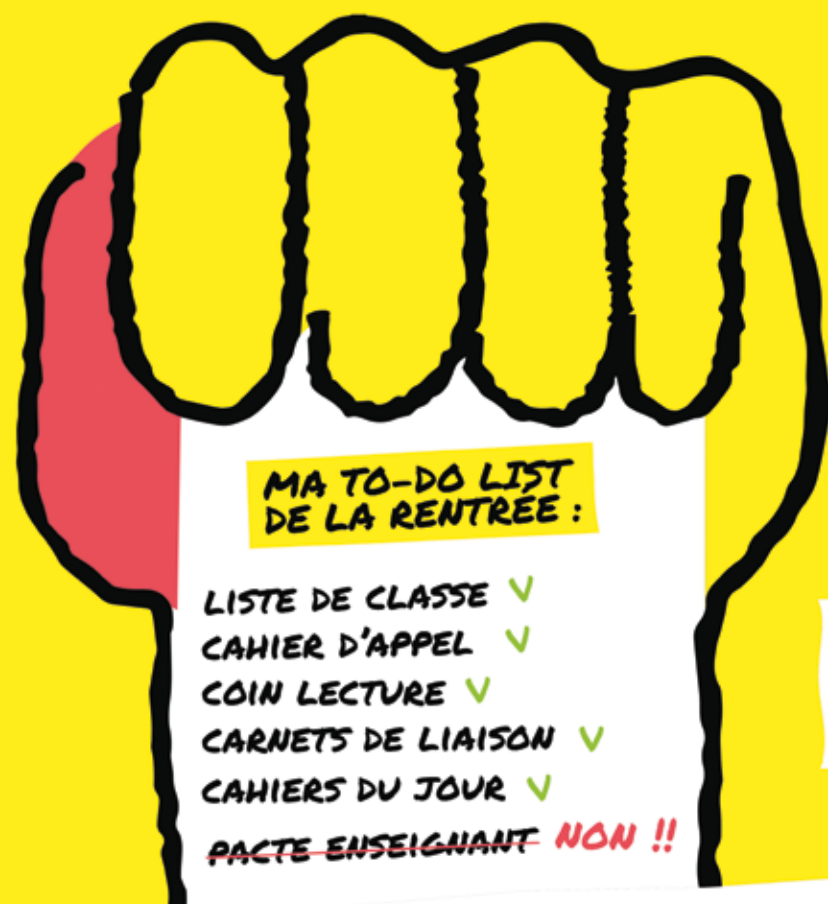 MA TO-DO LIST
DE LA RENTRÉE :
LISTE DE CLASSE V
CAHIER D'APPEL V
COIN LECTURE V
CARNETS DE LIAISON V
CAHIERS DU JOUR V
PACTE ENSEIGNANT NON !!